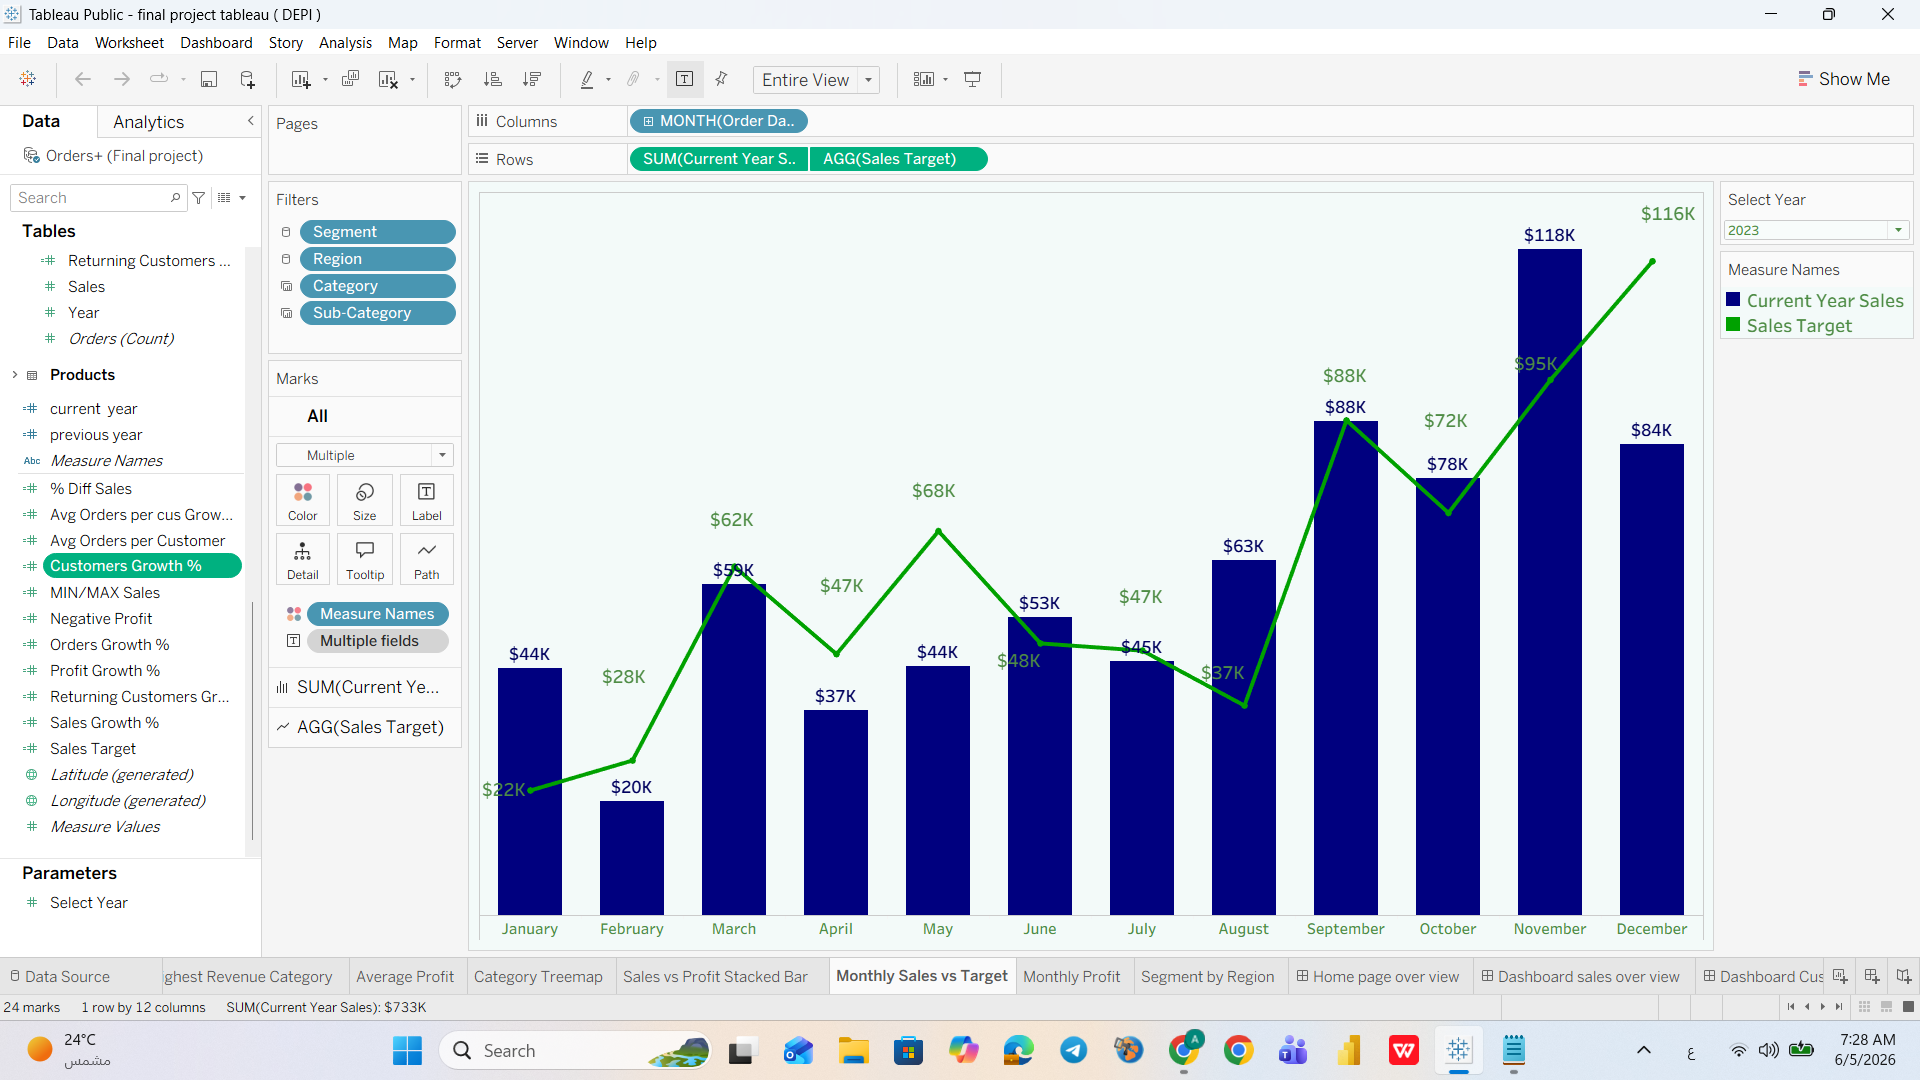 Tableau Public - final project tableau ( DEPI )
File Data Worksheet Dashboard Story Analysis Map Format Server Window Help
Entire View
Show Me
Data
Analytics
Orders+ (Final project)
Search
Tables
Returning Customers ...
Sales
Year
Orders (Count)
Products
current year
previous year
Abc Measure Names
% Diff Sales
Avg Orders per cus Grow...
Avg Orders per Customer
Customers Growth %
MIN/MAX Sales
Negative Profit
Orders Growth %
Profit Growth %
Returning Customers Gr...
Sales Growth %
Sales Target
Latitude (generated)
Longitude (generated)
Measure Values
Parameters
Select Year
Pages
Filters
Segment
Region
Category
Sub-Category
Marks
All
Multiple
Color Size Label
Detail Tooltip Path
Measure Names
Multiple fields
SUM(Current Ye...
AGG(Sales Target)
Columns
MONTH(Order Da..
Rows
SUM(Current Year S..
AGG(Sales Target)
$116K
$118K
$95K
$88K
$88K
$72K
$84K
$78K
$68K
$62K
$63K
$59K
$47K
$47K
$53K
$44K
$28K
$44K
$48K
$45K
$37K
$37K
$22K
$20K
January February March April May June July August September October November December
Select Year
2023
Measure Names
Current Year Sales
Sales Target
Data Source
ghest Revenue Category
Average Profit
Category Treemap
Sales vs Profit Stacked Bar
Monthly Sales vs Target
Monthly Profit
Segment by Region
Home page over view
Dashboard sales over view
Dashboard Cus
24 marks
1 row by 12 columns
SUM(Current Year Sales): $733K
24°C
مشمس
Search
ع
7:28 AM
6/5/2026